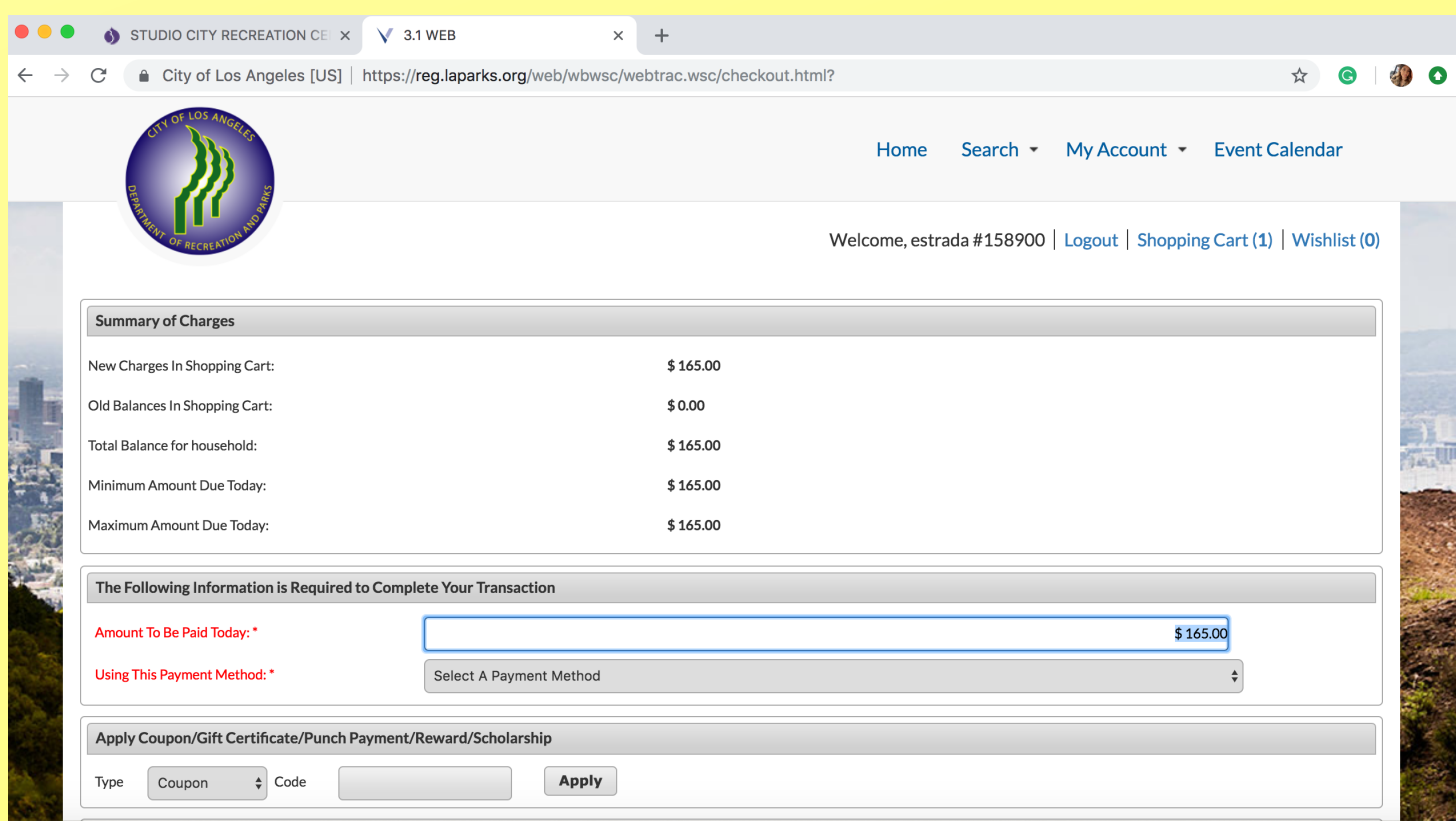 STUDIO CITY RECREATION CE
3.1 WEB
City of Los Angeles [US] | https://reg.laparks.org/web/wbwsc/webtrac.wsc/checkout.html?
CITY OF LOS ANGELES
DEPARTMENT OF RECREATION AND PARKS
Home Search My Account Event Calendar
Welcome, estrada #158900 | Logout | Shopping Cart (1) | Wishlist (0)
Summary of Charges
New Charges In Shopping Cart: $ 165.00
Old Balances In Shopping Cart: $ 0.00
Total Balance for household: $ 165.00
Minimum Amount Due Today: $ 165.00
Maximum Amount Due Today: $ 165.00
The Following Information is Required to Complete Your Transaction
Amount To Be Paid Today: * $ 165.00
Using This Payment Method: * Select A Payment Method
Apply Coupon/Gift Certificate/Punch Payment/Reward/Scholarship
Type Coupon Code Apply